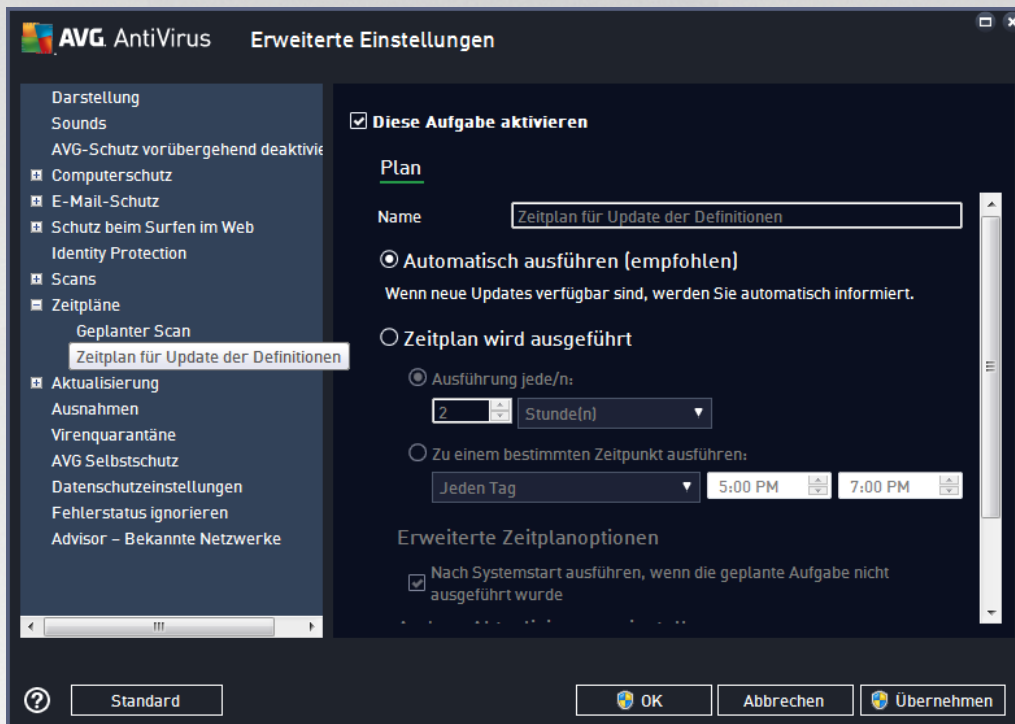 AVG AntiVirus Erweiterte Einstellungen
Darstellung
Sounds
AVG-Schutz vorübergehend deaktivie
Computerschutz
E-Mail-Schutz
Schutz beim Surfen im Web
Identity Protection
Scans
Zeitpläne
Geplanter Scan
Zeitplan für Update der Definitionen
Aktualisierung
Ausnahmen
Virenquarantäne
AVG Selbstschutz
Datenschutzeinstellungen
Fehlerstatus ignorieren
Advisor – Bekannte Netzwerke
Diese Aufgabe aktivieren
Plan
Name Zeitplan für Update der Definitionen
Automatisch ausführen (empfohlen)
Wenn neue Updates verfügbar sind, werden Sie automatisch informiert.
Zeitplan wird ausgeführt
Ausführung jede/n:
2 Stunde(n)
Zu einem bestimmten Zeitpunkt ausführen:
Jeden Tag 5:00 PM 7:00 PM
Erweiterte Zeitplanoptionen
Nach Systemstart ausführen, wenn die geplante Aufgabe nicht
ausgeführt wurde
Standard OK Abbrechen Übernehmen